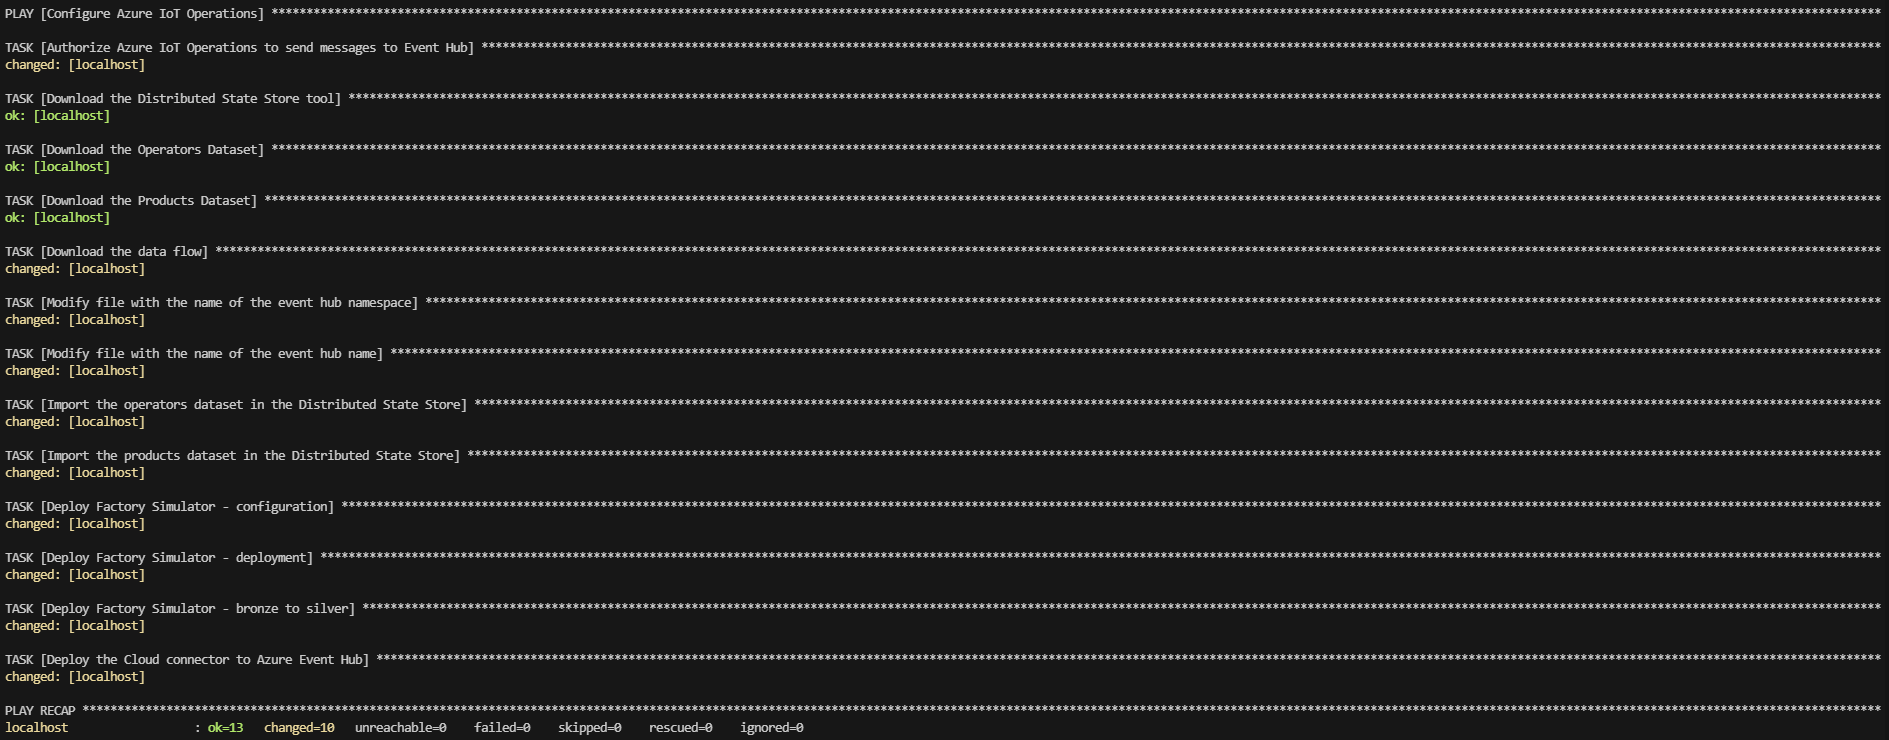 PLAY [Configure Azure IoT Operations] ***
TASK [Authorize Azure IoT Operations to send messages to Event Hub] ***
changed: [localhost]
TASK [Download the Distributed State Store tool] ***
ok: [localhost]
TASK [Download the Operators Dataset] ***
ok: [localhost]
TASK [Download the Products Dataset] ***
ok: [localhost]
TASK [Download the data flow] ***
changed: [localhost]
TASK [Modify file with the name of the event hub namespace] ***
changed: [localhost]
TASK [Modify file with the name of the event hub name] ***
changed: [localhost]
TASK [Import the operators dataset in the Distributed State Store] ***
changed: [localhost]
TASK [Import the products dataset in the Distributed State Store] ***
changed: [localhost]
TASK [Deploy Factory Simulator - configuration] ***
changed: [localhost]
TASK [Deploy Factory Simulator - deployment] ***
changed: [localhost]
TASK [Deploy Factory Simulator - bronze to silver] ***
changed: [localhost]
TASK [Deploy the Cloud connector to Azure Event Hub] ***
changed: [localhost]
PLAY RECAP ***
localhost : ok=13 changed=10 unreachable=0 failed=0 skipped=0 rescued=0 ignored=0